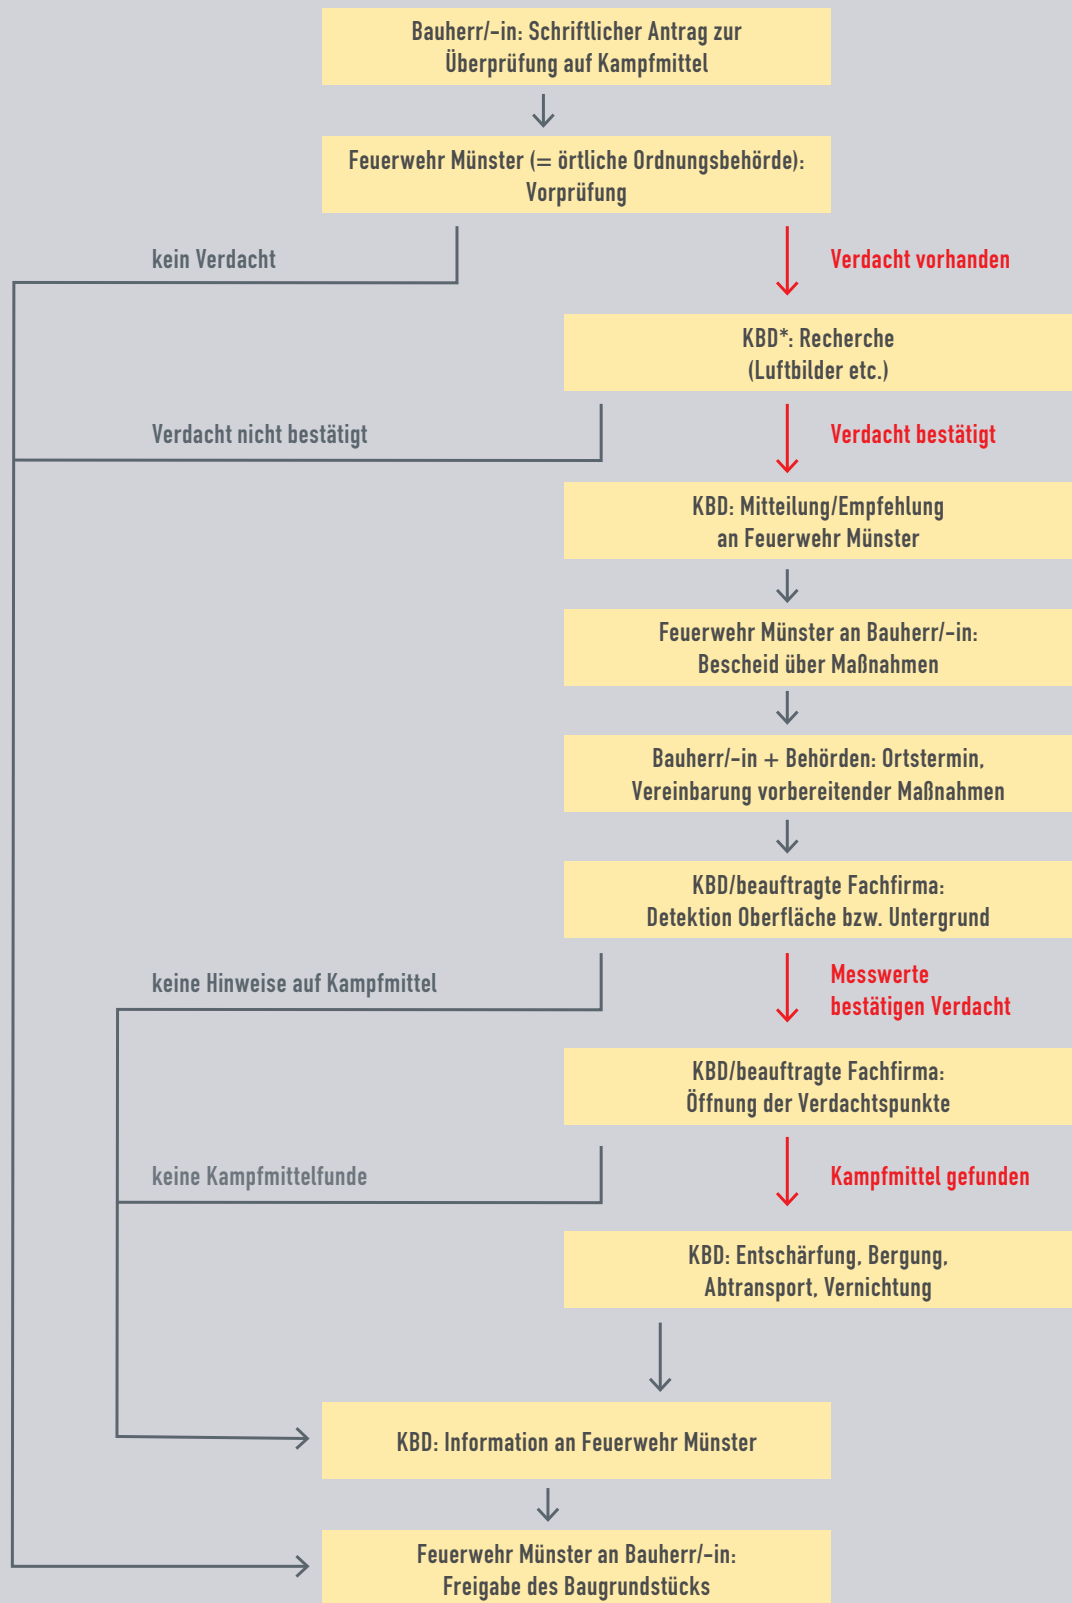 Bauherr/-in: Schriftlicher Antrag zur
Überprüfung auf Kampfmittel
Feuerwehr Münster (= örtliche Ordnungsbehörde):
Vorprüfung
kein Verdacht
Verdacht vorhanden
KBD*: Recherche
(Luftbilder etc.)
Verdacht nicht bestätigt
Verdacht bestätigt
KBD: Mitteilung/Empfehlung
an Feuerwehr Münster
Feuerwehr Münster an Bauherr/-in:
Bescheid über Maßnahmen
Bauherr/-in + Behörden: Ortstermin,
Vereinbarung vorbereitender Maßnahmen
KBD/beauftragte Fachfirma:
Detektion Oberfläche bzw. Untergrund
keine Hinweise auf Kampfmittel
Messwerte
bestätigen Verdacht
KBD/beauftragte Fachfirma:
Öffnung der Verdachtspunkte
keine Kampfmittelfunde
Kampfmittel gefunden
KBD: Entschärfung, Bergung,
Abtransport, Vernichtung
KBD: Information an Feuerwehr Münster
Feuerwehr Münster an Bauherr/-in:
Freigabe des Baugrundstücks